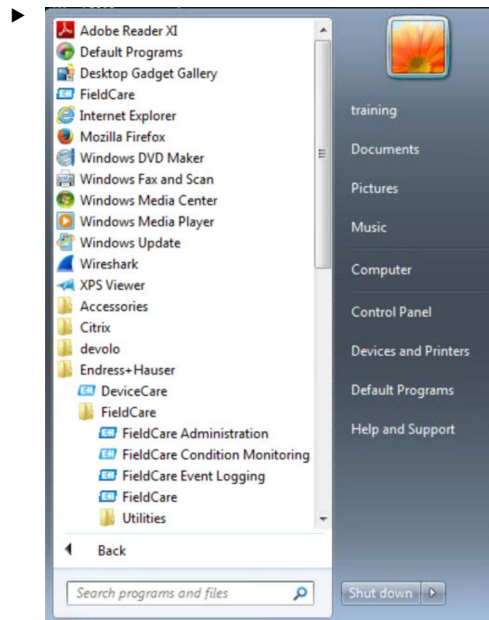 Adobe Reader XI
Default Programs
Desktop Gadget Gallery
FieldCare
Internet Explorer
Mozilla Firefox
Windows DVD Maker
Windows Fax and Scan
Windows Media Center
Windows Media Player
Windows Update
Wireshark
XPS Viewer
Accessories
Citrix
devolo
Endress+Hauser
DeviceCare
FieldCare
FieldCare Administration
FieldCare Condition Monitoring
FieldCare Event Logging
FieldCare
Utilities
Back
Search programs and files
training
Documents
Pictures
Music
Computer
Control Panel
Devices and Printers
Default Programs
Help and Support
Shut down